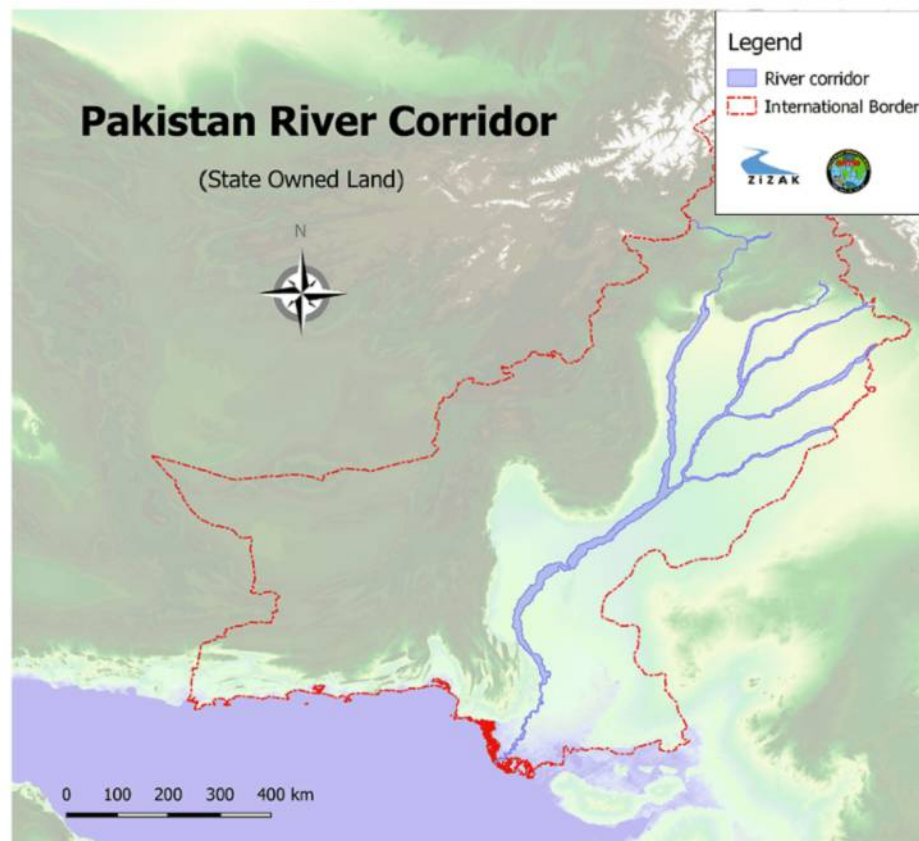 Pakistan River Corridor
(State Owned Land)
N
Legend
River corridor
International Border
ZiZAK
0 100 200 300 400 km